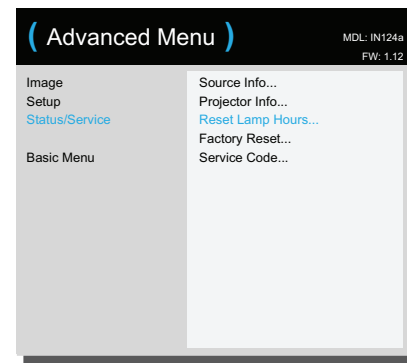 ( Advanced Menu )
MDL: IN124a
FW: 1.12
Image
Setup
Status/Service
Basic Menu
Source Info...
Projector Info...
Reset Lamp Hours...
Factory Reset...
Service Code...